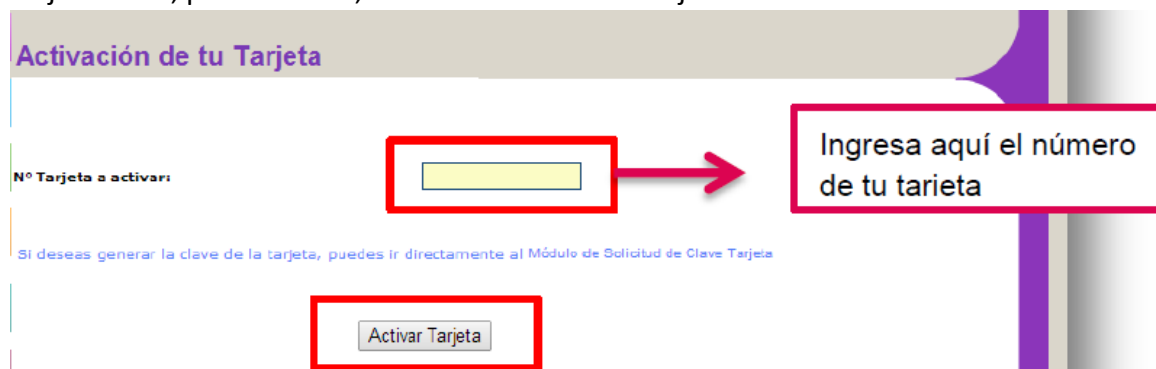 Activación de tu Tarjeta
Ingresa aquí el número
de tu tarieta
Nº Tarjeta a activar:
Si deseas generar la clave de la tarjeta, puedes ir directamente al Módulo de Solicitud de Clave Tarjeta
Activar Tarjeta